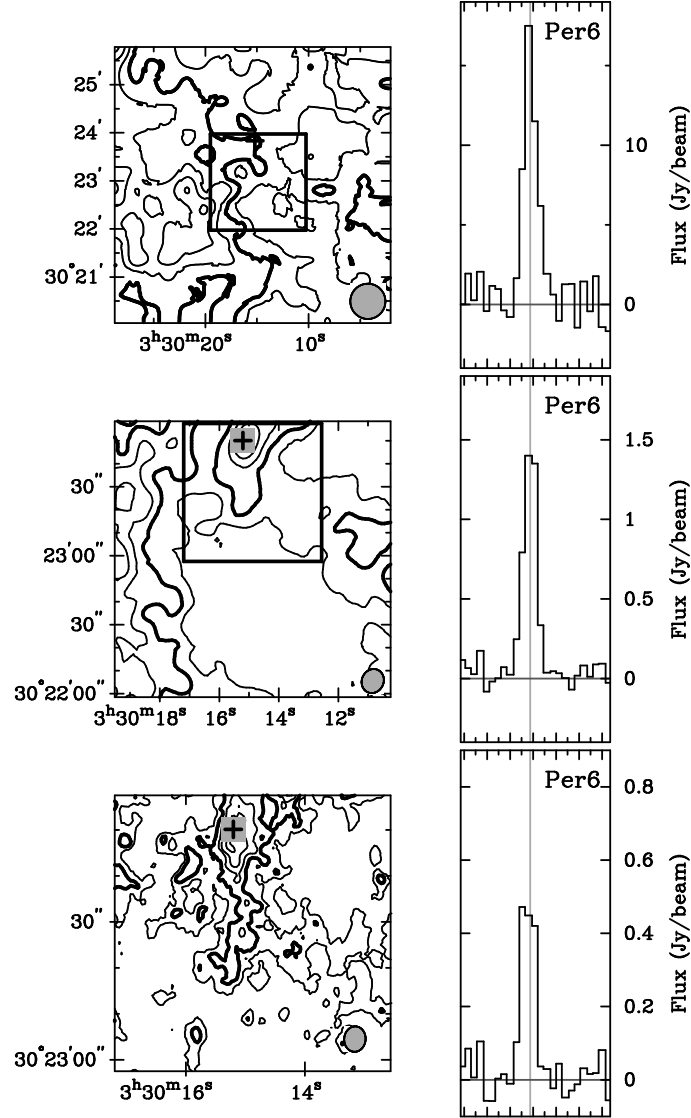 Per6
25'
24'
23'
22'
30°21'
3h30m20s 10s
10
5
0
Flux (Jy/beam)
Per6
30"
23'00"
30"
30°22'00"
3h30m18s 16s 14s 12s
1.5
1
0.5
0
Flux (Jy/beam)
Per6
30"
30°23'00"
3h30m16s 14s
0.8
0.6
0.4
0.2
0
Flux (Jy/beam)